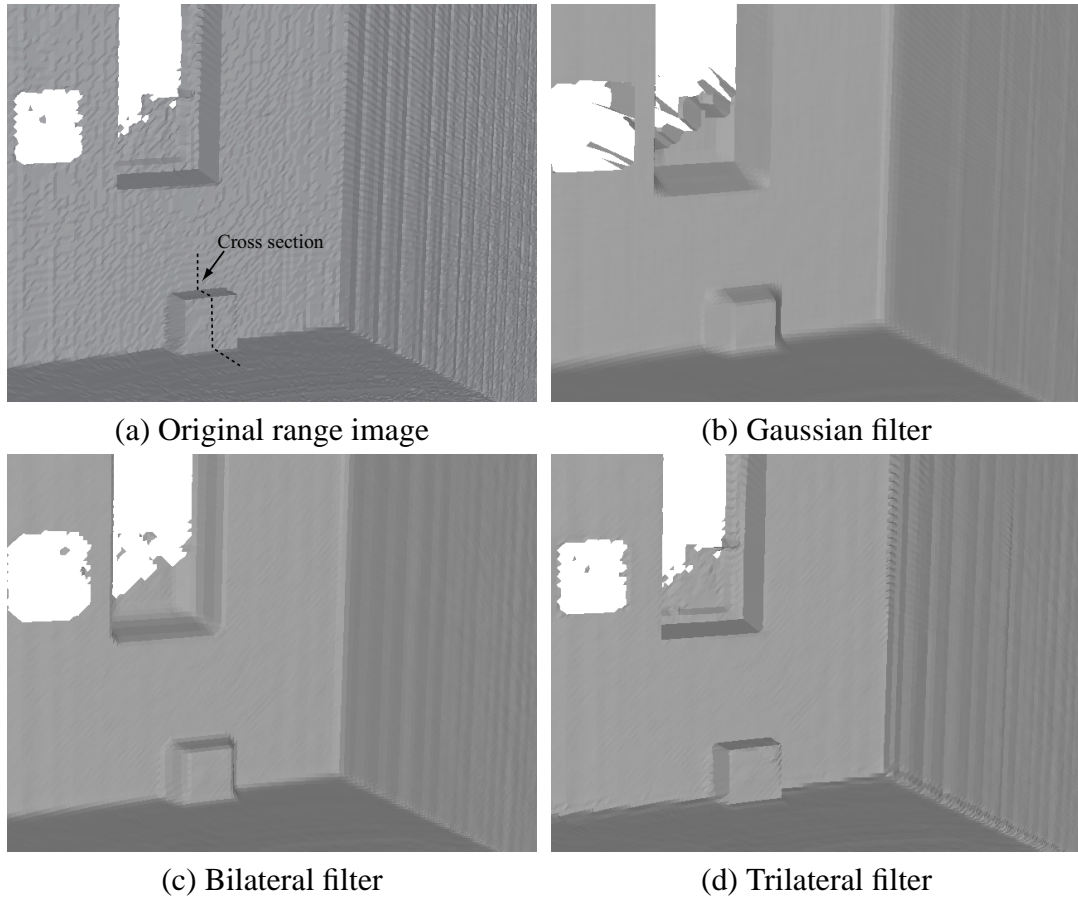 Cross section
(a) Original range image
(b) Gaussian filter
(c) Bilateral filter
(d) Trilateral filter